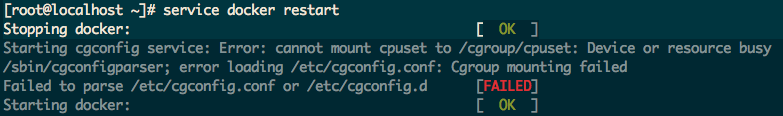 [root@localhost ~]# service docker restart
Stopping docker: [ OK ]
Starting cgconfig service: Error: cannot mount cpuset to /cgroup/cpuset: Device or resource busy
/sbin/cgconfigparser; error loading /etc/cgconfig.conf: Cgroup mounting failed
Failed to parse /etc/cgconfig.conf or /etc/cgconfig.d [FAILED]
Starting docker: [ OK ]